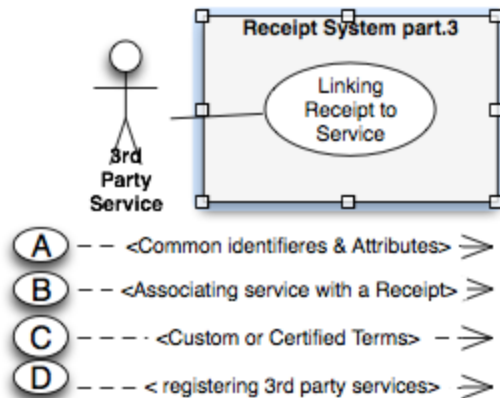 Receipt System part.3
Linking
Receipt to
Service
3rd
Party
Service
A <Common identifieres & Attributes>
B <Associating service with a Receipt>
C <Custom or Certified Terms>
D < registering 3rd party services>